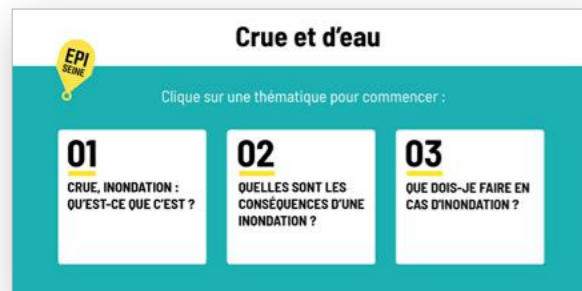 Crue et d'eau
EPI
SEINE
Clique sur une thématique pour commencer :
01
CRUE, INONDATION :
QU'EST-CE QUE C'EST ?
02
QUELLES SONT LES
CONSÉQUENCES D'UNE
INONDATION ?
03
QUE DOIS-JE FAIRE EN
CAS D'INONDATION ?